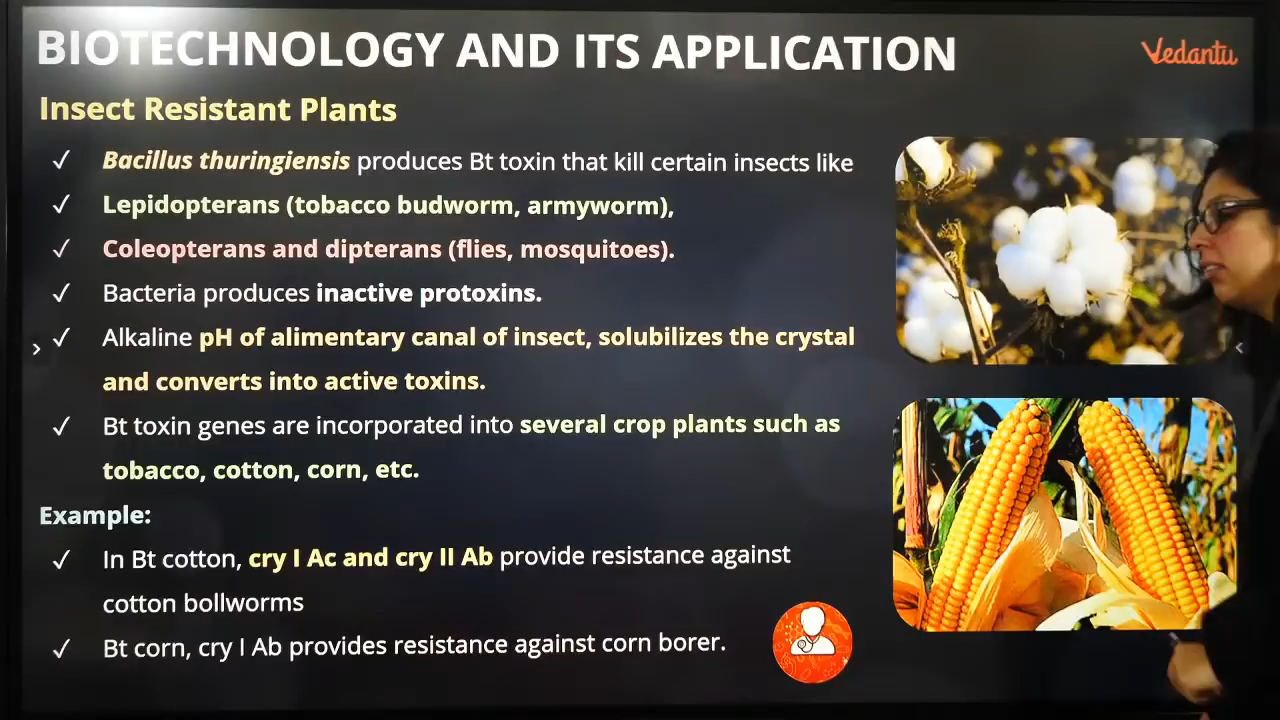 BIOTECHNOLOGY AND ITS APPLICATION
Vedantu
Insect Resistant Plants
✓ Bacillus thuringiensis produces Bt toxin that kill certain insects like
✓ Lepidopterans (tobacco budworm, armyworm),
✓ Coleopterans and dipterans (flies, mosquitoes).
✓ Bacteria produces inactive protoxins.
✓ Alkaline pH of alimentary canal of insect, solubilizes the crystal
and converts into active toxins.
✓ Bt toxin genes are incorporated into several crop plants such as
tobacco, cotton, corn, etc.
Example:
✓ In Bt cotton, cry I Ac and cry II Ab provide resistance against
cotton bollworms
✓ Bt corn, cry I Ab provides resistance against corn borer.